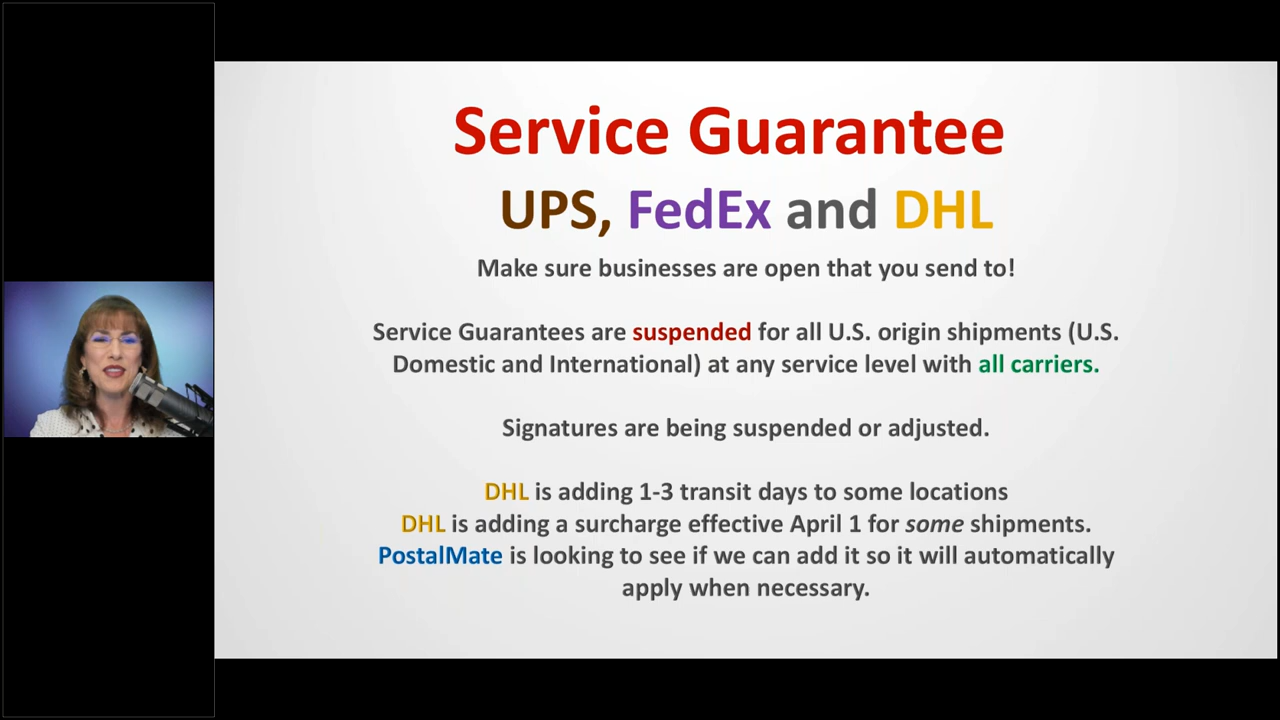 Service Guarantee
UPS, FedEx and DHL
Make sure businesses are open that you send to!
Service Guarantees are suspended for all U.S. origin shipments (U.S.
Domestic and International) at any service level with all carriers.
Signatures are being suspended or adjusted.
DHL is adding 1-3 transit days to some locations
DHL is adding a surcharge effective April 1 for some shipments.
PostalMate is looking to see if we can add it so it will automatically
apply when necessary.